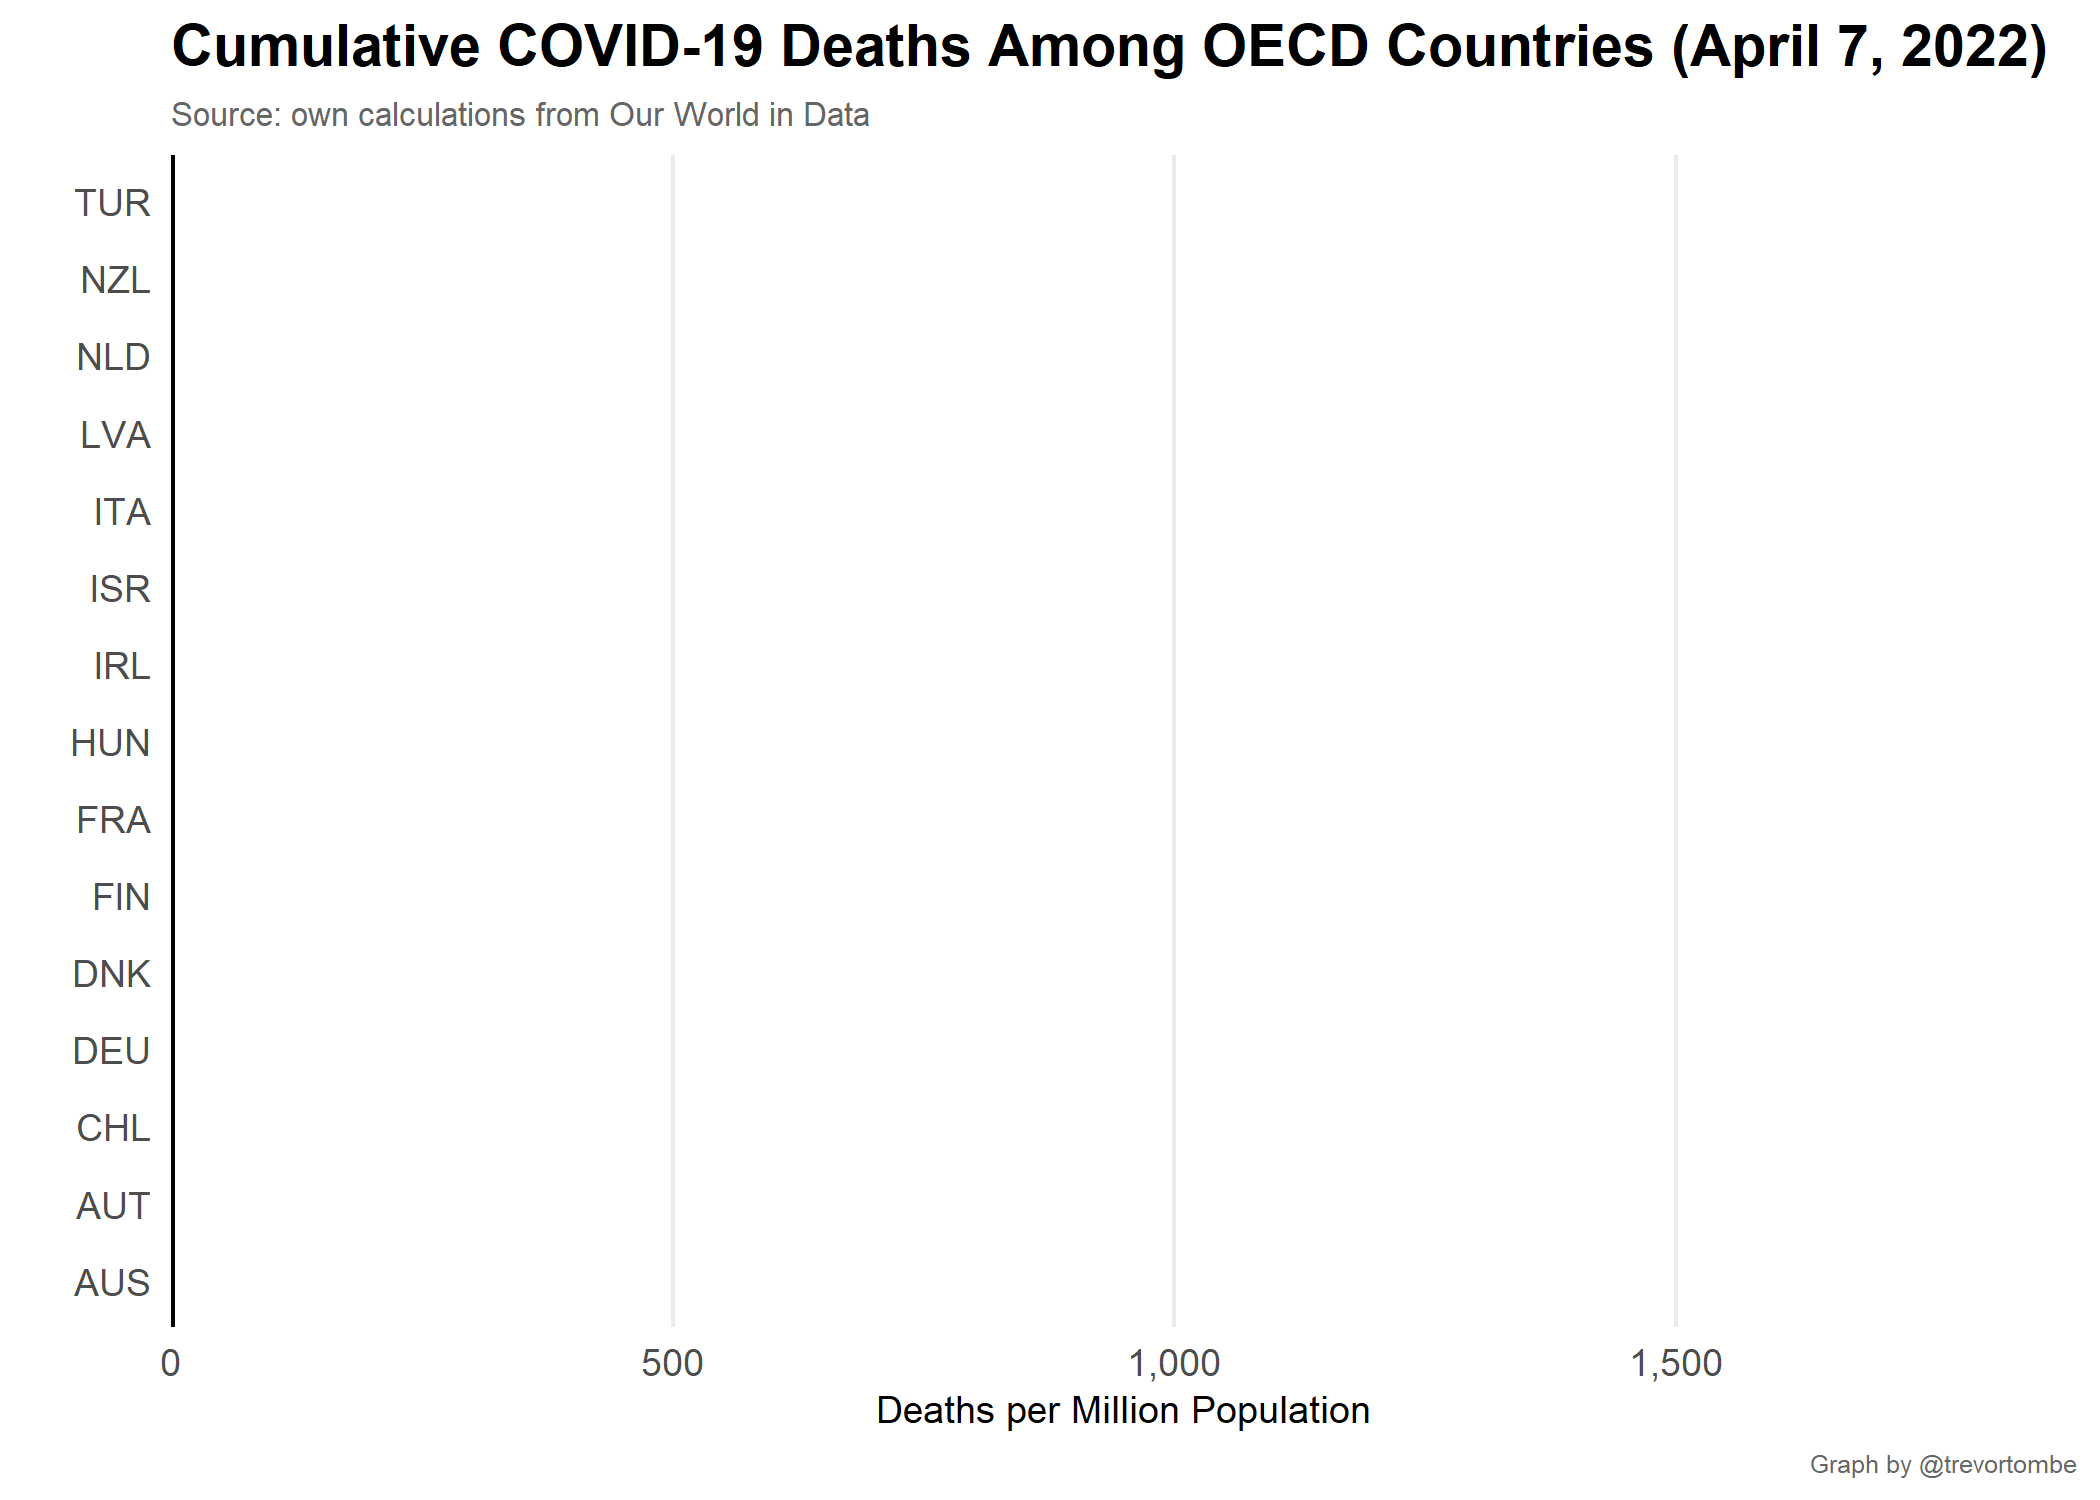 Cumulative COVID-19 Deaths Among OECD Countries (April 7, 2022)
Source: own calculations from Our World in Data
TUR
NZL
NLD
LVA
ITA
ISR
IRL
HUN
FRA
FIN
DNK
DEU
CHL
AUT
AUS
0 500 1,000 1,500
Deaths per Million Population
Graph by @trevortombe